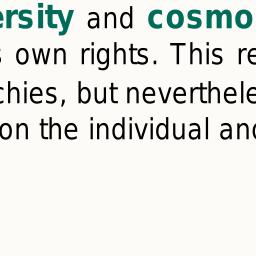 ersity and cosmo
s own rights. This re
chies, but neverthele
on the individual and